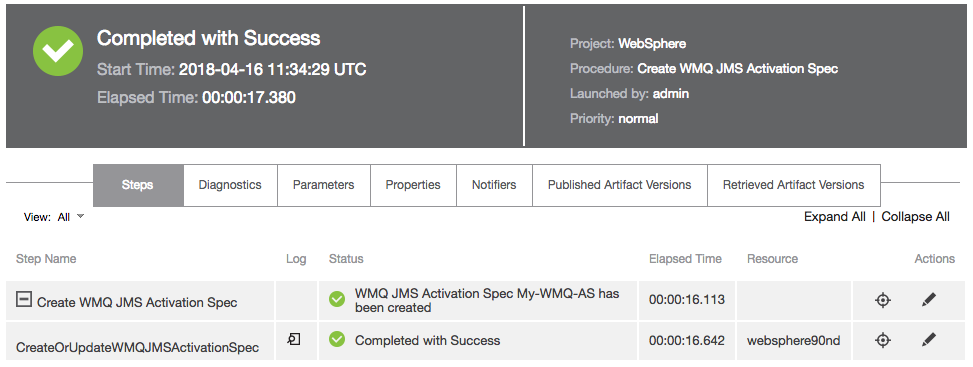 Completed with Success
Start Time: 2018-04-16 11:34:29 UTC
Elapsed Time: 00:00:17.380
Project: WebSphere
Procedure: Create WMQ JMS Activation Spec
Launched by: admin
Priority: normal
Steps Diagnostics Parameters Properties Notifiers Published Artifact Versions Retrieved Artifact Versions
View: All Expand All | Collapse All
Step Name Log Status Elapsed Time Resource Actions
Create WMQ JMS Activation Spec WMQ JMS Activation Spec My-WMQ-AS has 00:00:16.113
been created
CreateOrUpdateWMQJMSActivationSpec Completed with Success 00:00:16.642 websphere90nd